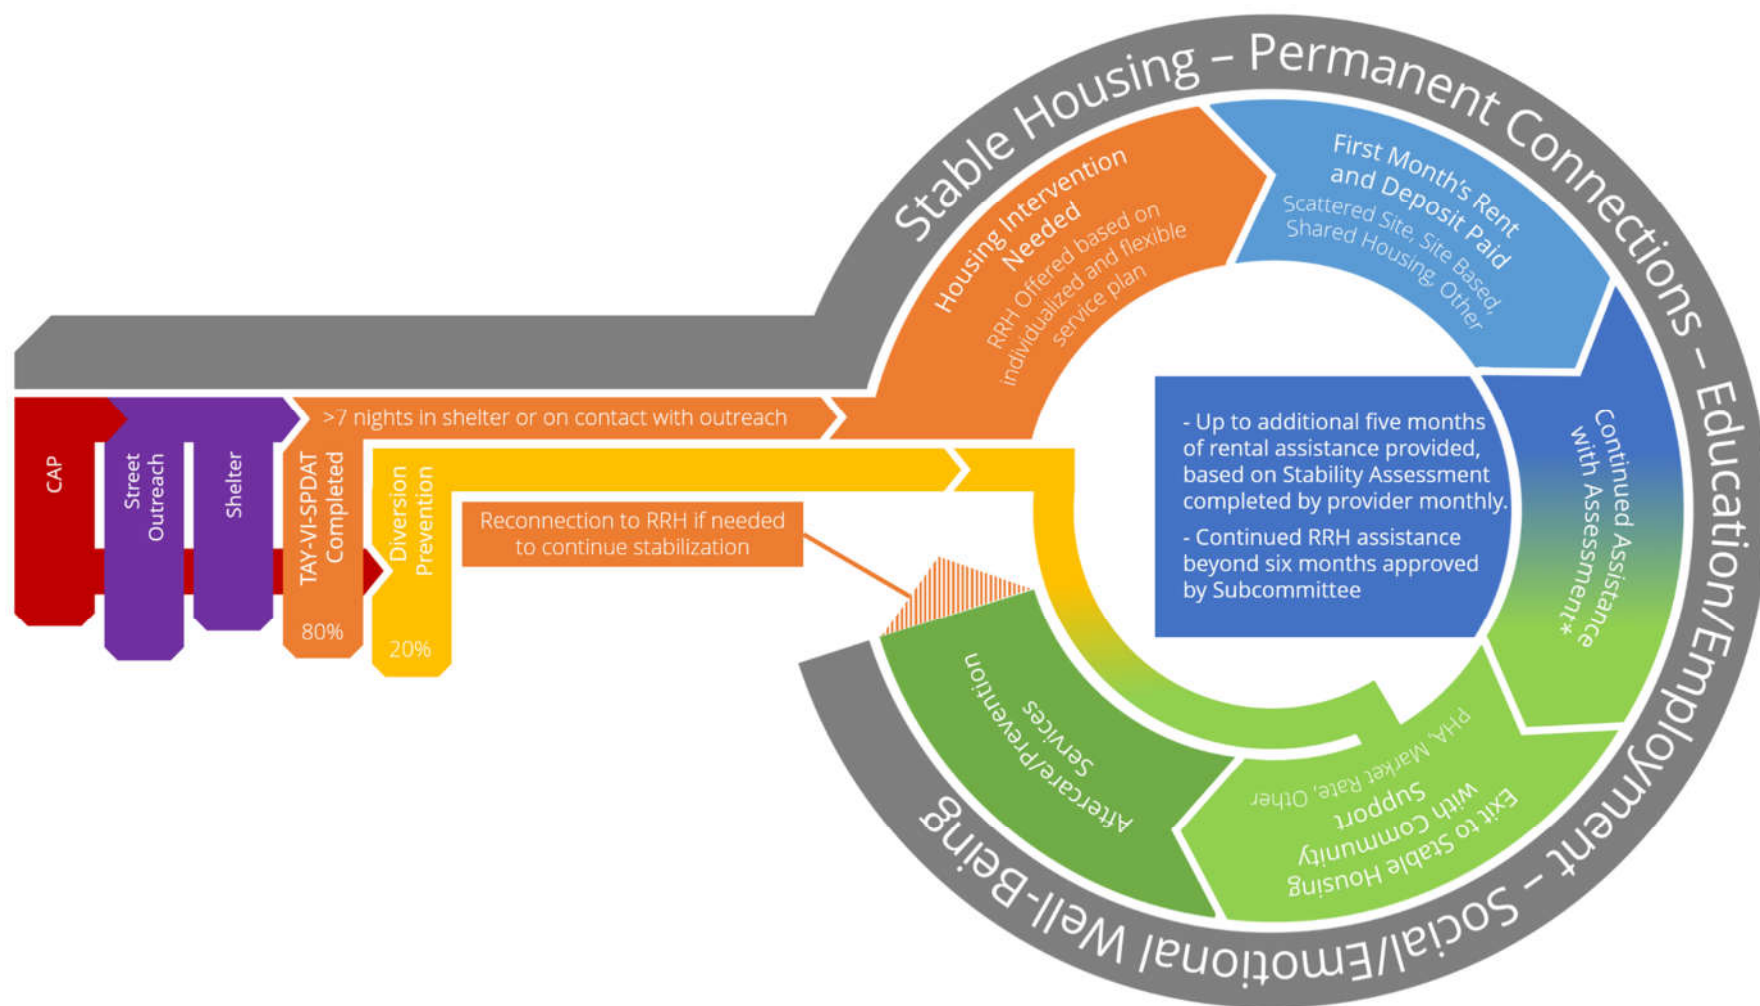 Stable Housing – Permanent Connections – Education/Employment – Social/Emotional Well-Being
Housing Intervention
Needed
RRH Offered based on
individualized and flexible
service plan
First Month's Rent
and Deposit Paid
Scattered Site, Site Based,
Shared Housing, Other
>7 nights in shelter or on contact with outreach
CAP
Street
Outreach
Shelter
TAY-VI-SPDAT
Completed
80%
Diversion
Prevention
20%
Reconnection to RRH if needed
to continue stabilization
- Up to additional five months
of rental assistance provided,
based on Stability Assessment
completed by provider monthly.
- Continued RRH assistance
beyond six months approved
by Subcommittee
Continued Assistance
with Assessment*
Exit to Stable Housing
with Community
Support
PHA, Market Rate, Other
Aftercare/Prevention
Services